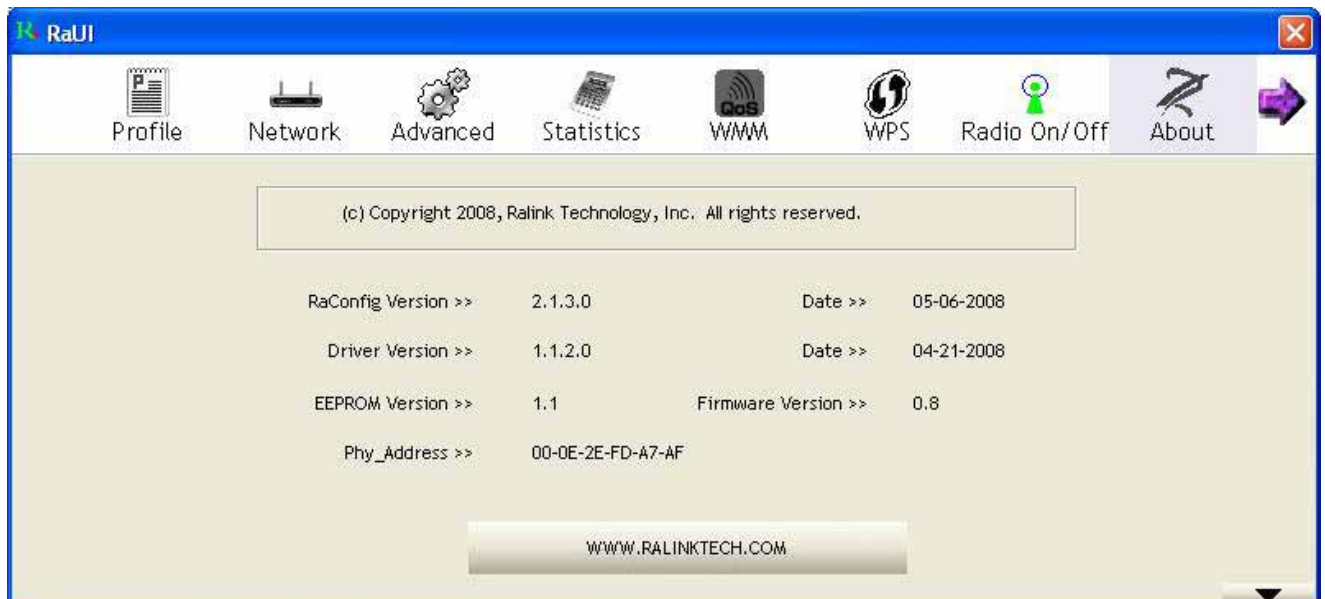 RaUI
Profile Network Advanced Statistics WMM WPS Radio On/Off About
QoS
(c) Copyright 2008, Ralink Technology, Inc. All rights reserved.
RaConfig Version >> 2.1.3.0 Date >> 05-06-2008
Driver Version >> 1.1.2.0 Date >> 04-21-2008
EEPROM Version >> 1.1 Firmware Version >> 0.8
Phy_Address >> 00-0E-2E-FD-A7-AF
WWW.RALINKTECH.COM